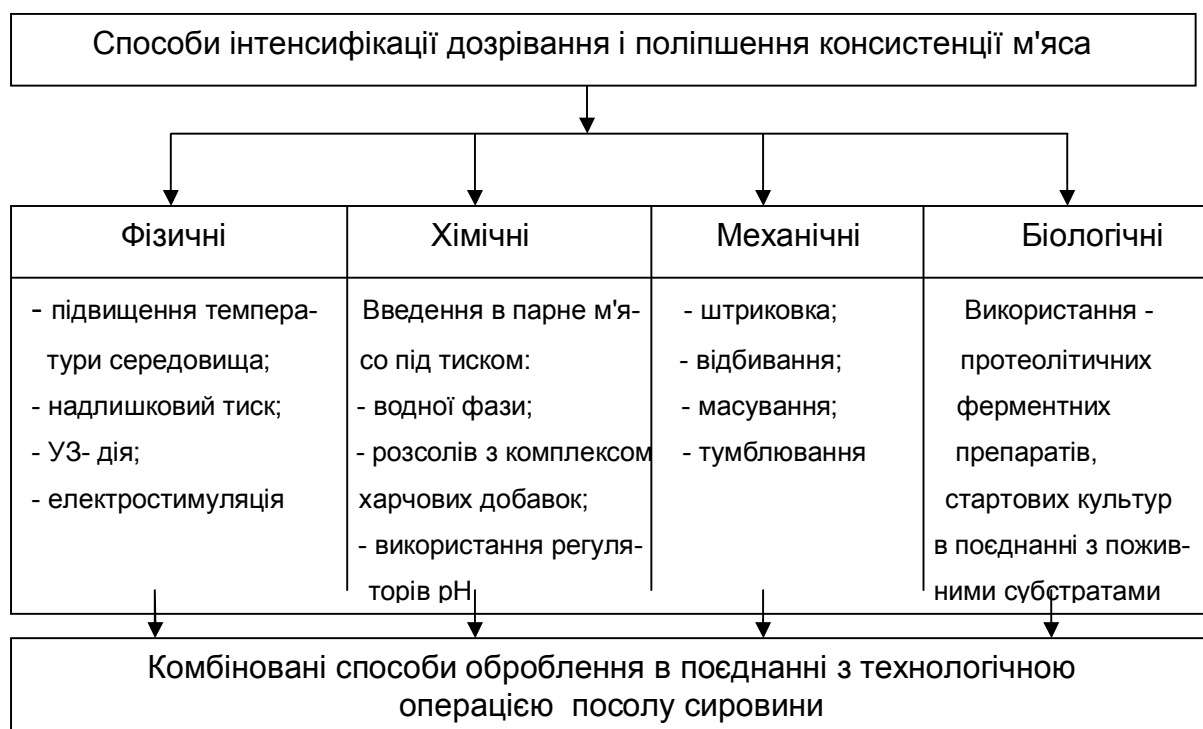 Способи інтенсифікації дозрівання і поліпшення консистенції м'яса
Фізичні
- підвищення темпера-
тури середовища;
- надлишковий тиск;
- УЗ- дія;
- електростимуляція
Хімічні
Введення в парне м'я-
со під тиском:
- водної фази;
- розсолів з комплексом
харчових добавок;
- використання регуля-
торів рН
Механічні
- штриковка;
- відбивання;
- масування;
- тумблювання
Біологічні
Використання -
протеолітичних
ферментних
препаратів,
стартових культур
в поєднанні з пожив-
ними субстратами
Комбіновані способи оброблення в поєднанні з технологічною
операцією посолу сировини